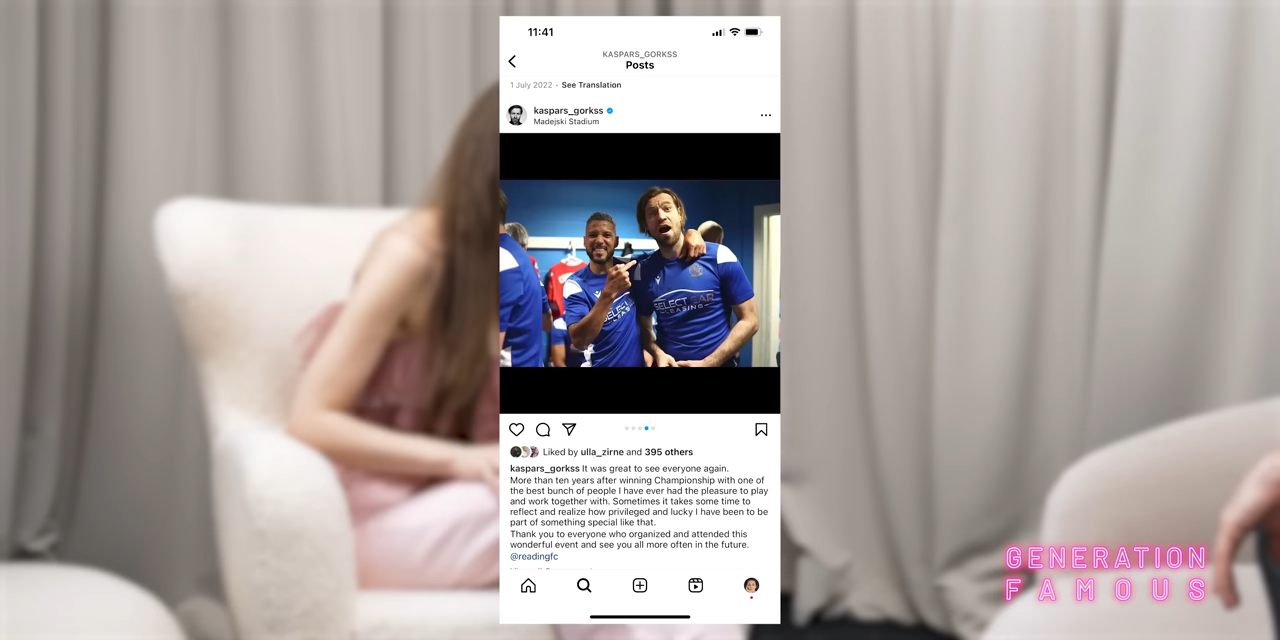 11:41
KASPARS_GORKSS
Posts
1 July 2022 · See Translation
kaspars_gorkss
Madejski Stadium
SELECT CAR
LEASING
SELECT
LEASING
Liked by ulla_zirne and 395 others
kaspars_gorkss It was great to see everyone again.
More than ten years after winning Championship with one of
the best bunch of people I have ever had the pleasure to play
and work together with. Sometimes it takes some time to
reflect and realize how privileged and lucky I have been to be
part of something special like that.
Thank you to everyone who organized and attended this
wonderful event and see you all more often in the future.
@readingfc
GENERATION
FAMOUS